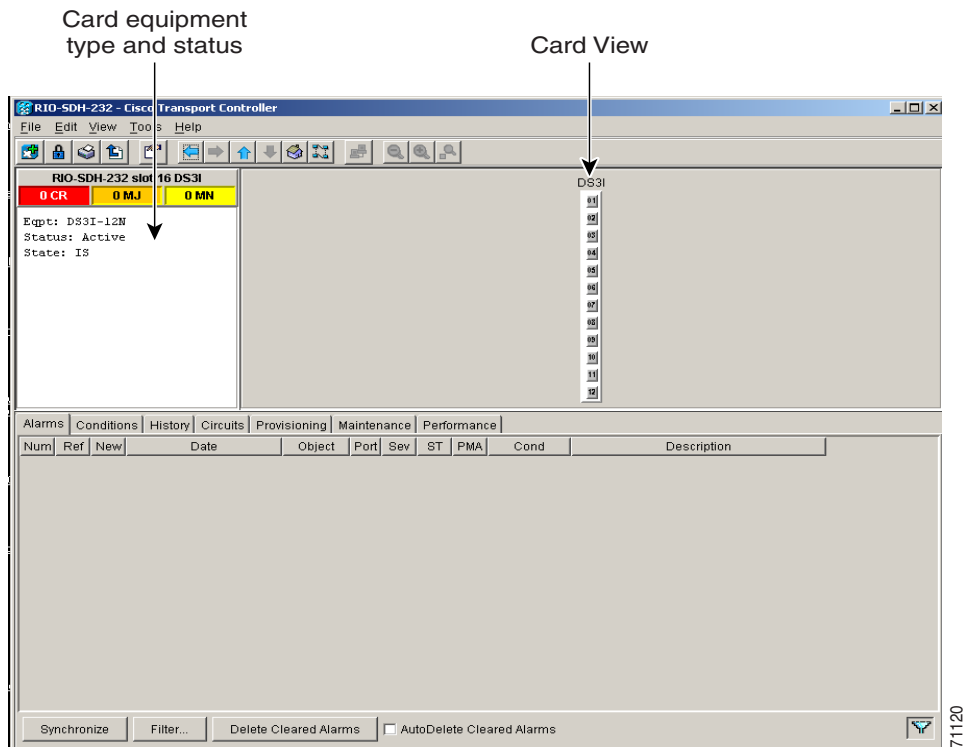 Card equipment
type and status
Card View
RIO-SDH-232 - Cisco Transport Controller
File Edit View Tools Help
RIO-SDH-232 slot 16 DS3I
0 CR 0 MJ 0 MN
Eqpt: DS3I-12N
Status: Active
State: IS
DS3I
01
02
03
04
05
06
07
08
09
10
11
12
Alarms Conditions History Circuits Provisioning Maintenance Performance
Num Ref New Date Object Port Sev ST PMA Cond Description
Synchronize Filter... Delete Cleared Alarms AutoDelete Cleared Alarms
71120